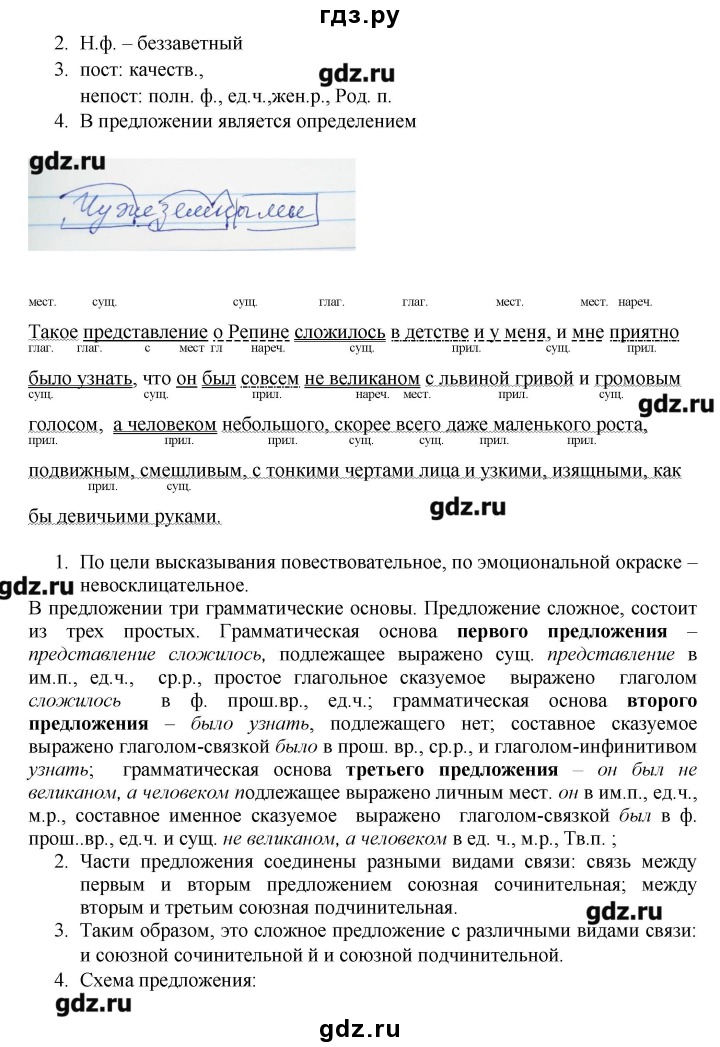 гдз.ру
2. Н.ф. – беззаветный
3. пост: качеств.,
gdz.ru
непост: полн. ф., ед.ч.,жен.р., Род. п.
4. В предложении является определением
gdz.ru
Чужеземцы мы
мест. сущ. сущ. глаг. глаг. мест. мест. нареч.
Такое представление о Репине сложилось в детстве и у меня, и мне приятно
глаг. глаг. с мест гл нареч. сущ. прил. сущ. прил.
было узнать, что он был совсем не великаном с львиной гривой и громовым
сущ. сущ. прил. нареч. мест. прил. сущ.
gdz.ru
голосом, а человеком небольшого, скорее всего даже маленького роста,
прил. прил. прил. сущ. сущ. прил. прил.
подвижным, смешливым, с тонкими чертами лица и узкими, изящными, как
прил. сущ.
gdz.ru
бы девичьими руками.
1. По цели высказывания повествовательное, по эмоциональной окраске –
gdz.ru
невосклицательное.
В предложении три грамматические основы. Предложение сложное, состоит
из трех простых. Грамматическая основа первого предложения –
представление сложилось, подлежащее выражено сущ. представление в
им.п., ед.ч., ср.р., простое глагольное сказуемое выражено глаголом
сложилось в ф. прош.вр., ед.ч.; грамматическая основа второго
предложения – было узнать, подлежащего нет; составное сказуемое
выражено глаголом-связкой было в прош. вр., ср.р., и глаголом-инфинитивом
узнать; грамматическая основа третьего предложения – он был не
великаном, а человеком подлежащее выражено личным мест. он в им.п., ед.ч.,
м.р., составное именное сказуемое выражено глаголом-связкой был в ф.
прош..вр., ед.ч. и сущ. не великаном, а человеком в ед. ч., м.р., Тв.п. ;
2. Части предложения соединены разными видами связи: связь между
первым и вторым предложением союзная сочинительная; между
вторым и третьим союзная подчинительная.
gdz.ru
3. Таким образом, это сложное предложение с различными видами связи:
и союзной сочинительной й и союзной подчинительной.
4. Схема предложения:
gdz.ru
gdz.ru